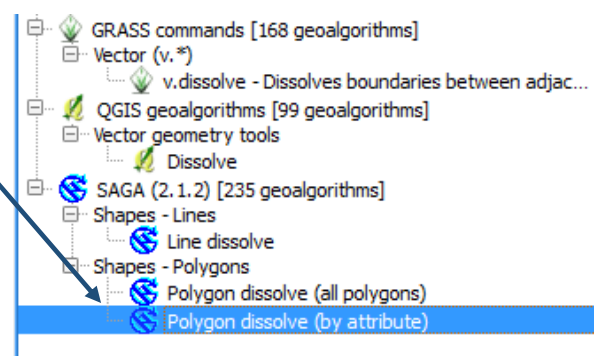 GRASS commands [168 geoalgorithms]
Vector (v.*)
v.dissolve - Dissolves boundaries between adjac...
QGIS geoalgorithms [99 geoalgorithms]
Vector geometry tools
Dissolve
SAGA (2.1.2) [235 geoalgorithms]
Shapes - Lines
Line dissolve
Shapes - Polygons
Polygon dissolve (all polygons)
Polygon dissolve (by attribute)